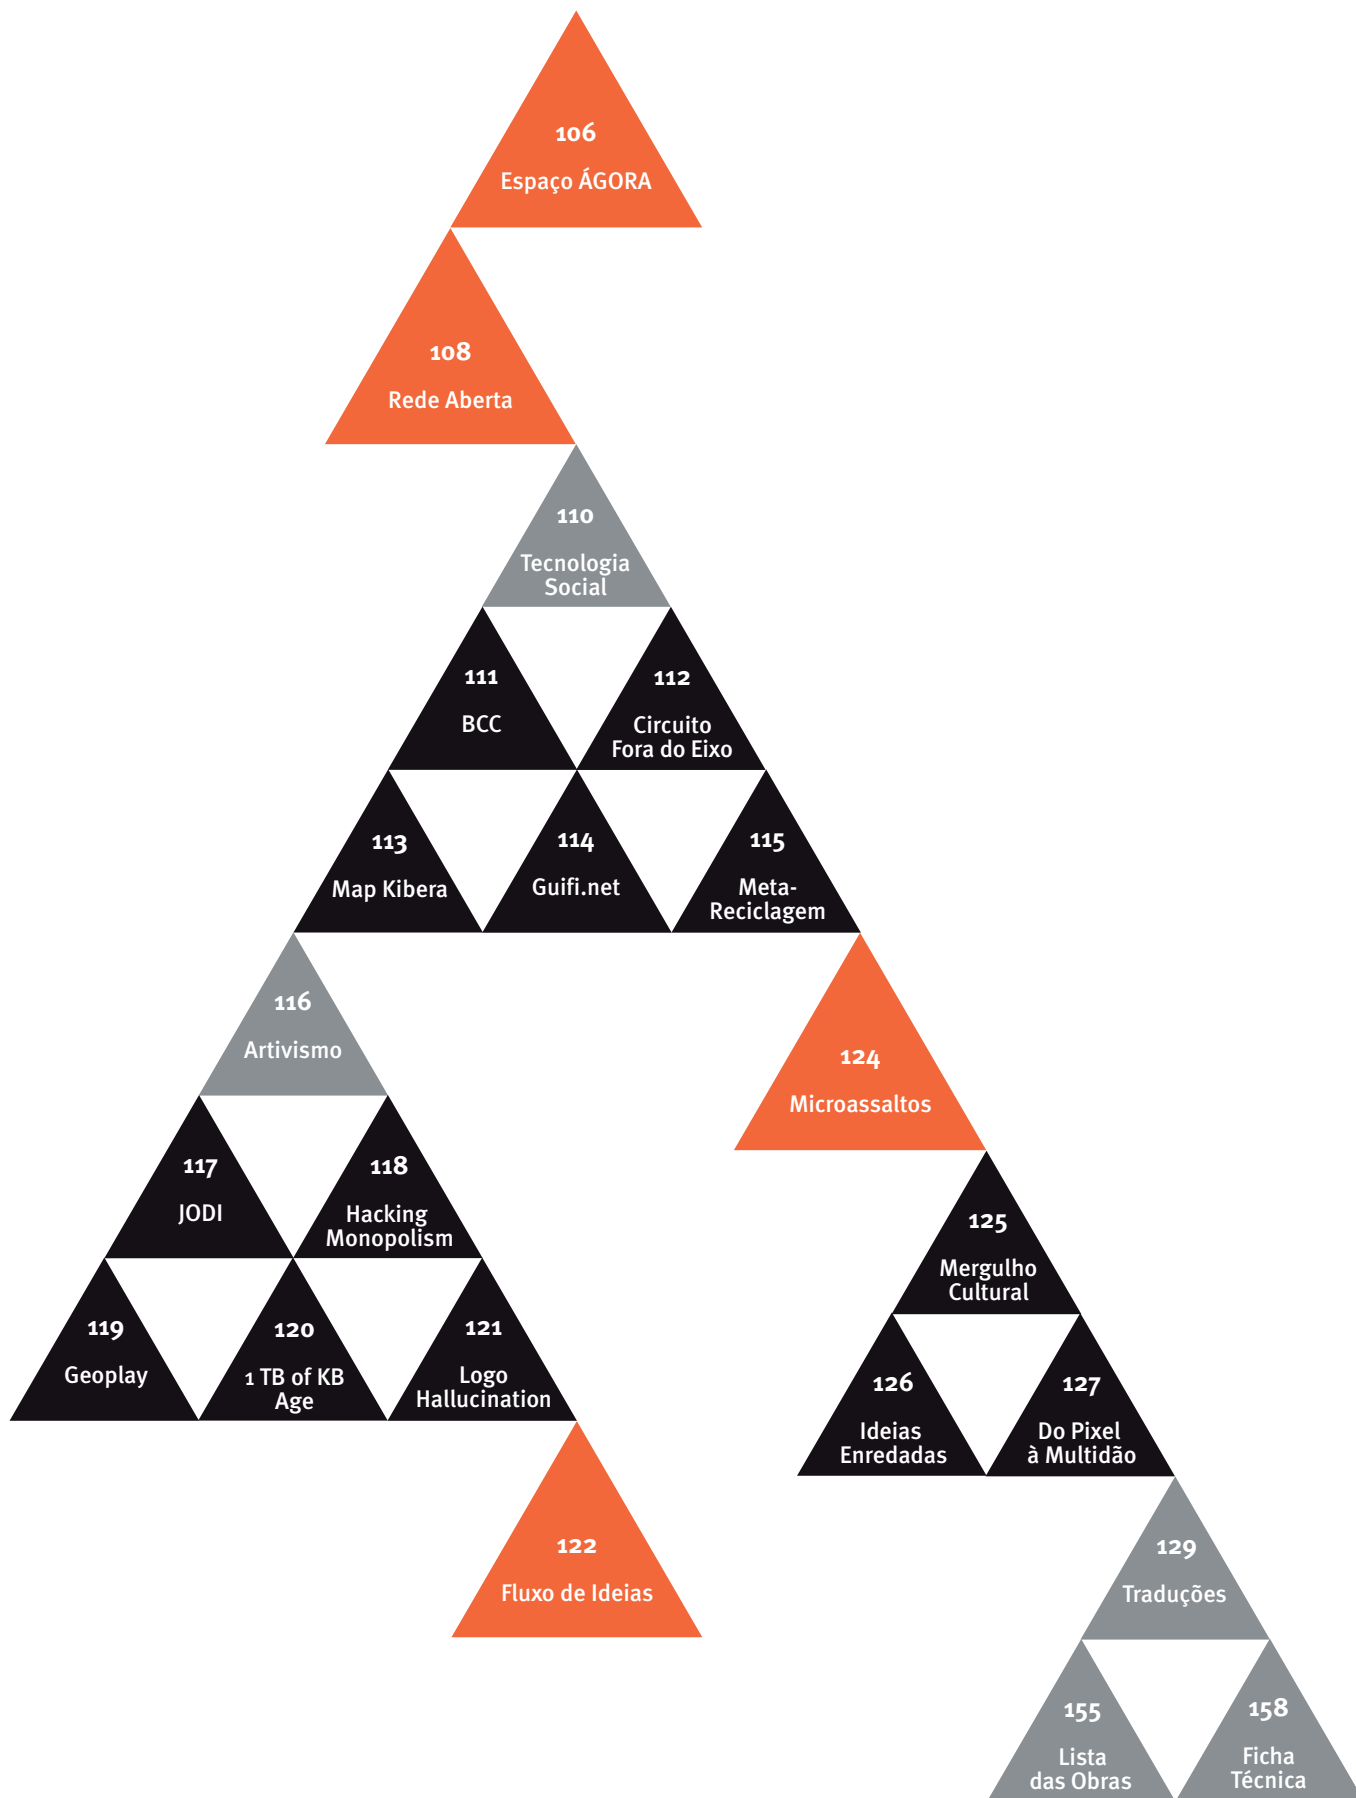 106
Espaço ÁGORA
108
Rede Aberta
110
Tecnologia
Social
111
BCC
112
Circuito
Fora do Eixo
113
Map Kibera
114
Guifi.net
115
Meta-
Reciclagem
116
Artivismo
117
JODI
118
Hacking
Monopolism
119
Geoplay
120
1 TB of KB
Age
121
Logo
Hallucination
122
Fluxo de Ideias
124
Microassaltos
125
Mergulho
Cultural
126
Ideias
Enredadas
127
Do Pixel
à Multidão
129
Traduções
155
Lista
das Obras
158
Ficha
Técnica